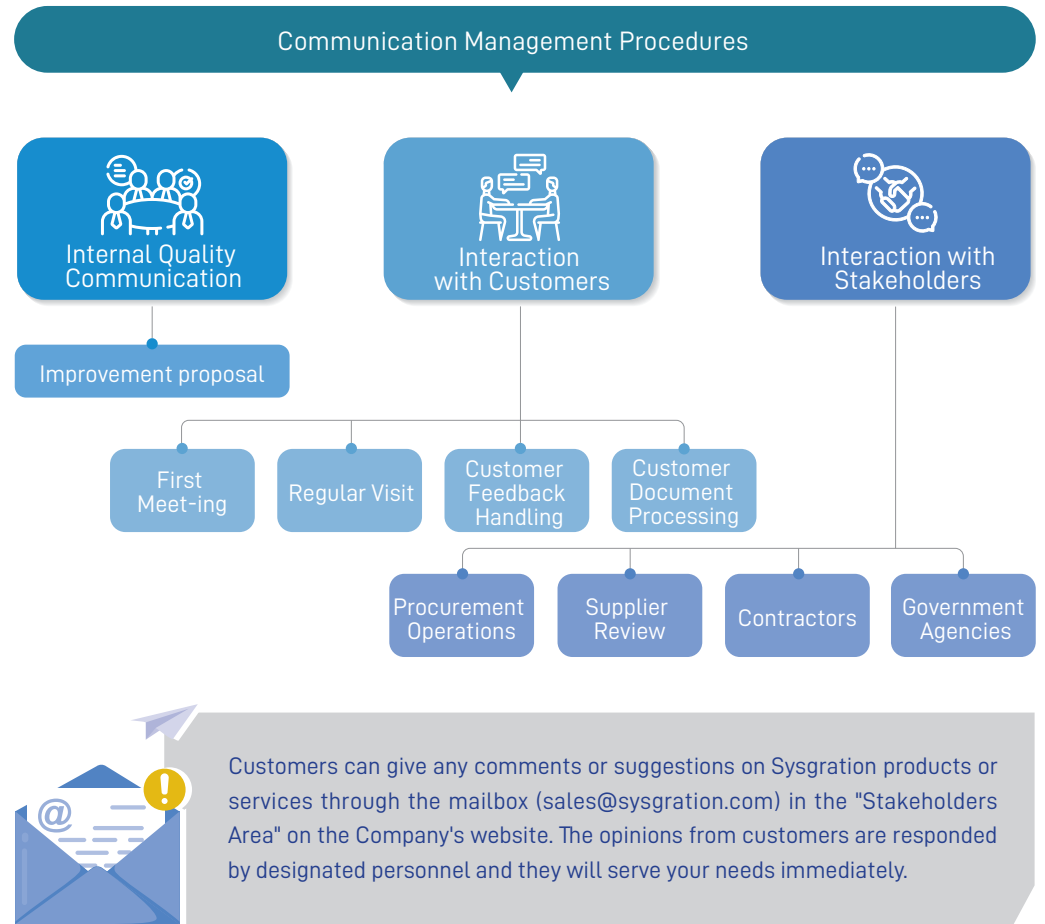 Communication Management Procedures
Internal Quality
Communication
Interaction
with Customers
Interaction with
Stakeholders
Improvement proposal
First
Meet-ing
Regular Visit
Customer
Feedback
Handling
Customer
Document
Processing
Procurement
Operations
Supplier
Review
Contractors
Government
Agencies
@
Customers can give any comments or suggestions on Sysgration products or
services through the mailbox (sales@sysgration.com) in the "Stakeholders
Area" on the Company's website. The opinions from customers are responded
by designated personnel and they will serve your needs immediately.